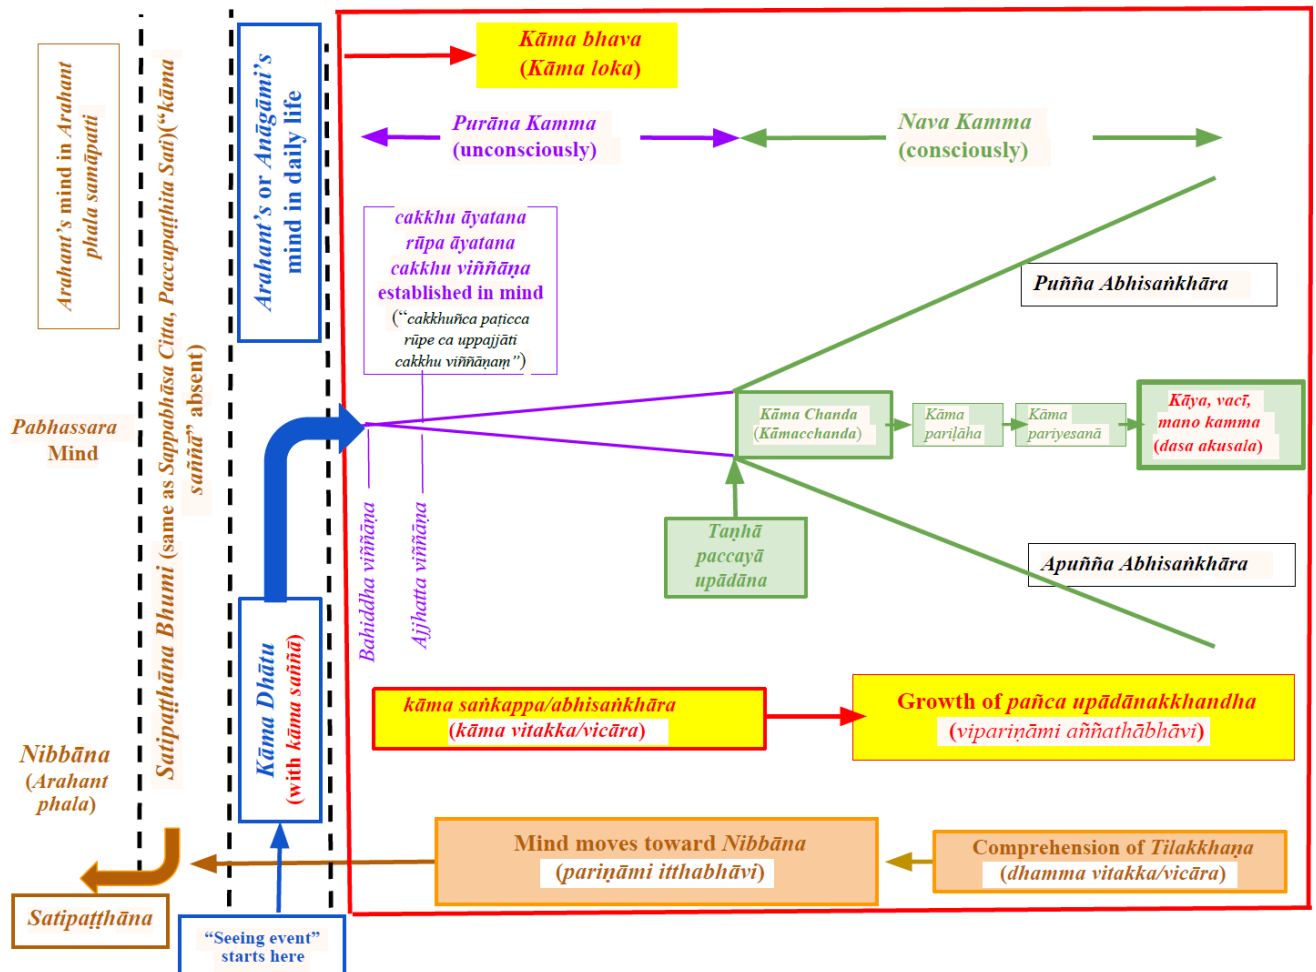 Arahant's mind in Arahant
phala samāpatti
Pabhassara
Mind
Nibbāna
(Arahant
phala)
Satipaṭṭhāna
Satipaṭṭhāna Bhumi (same as Sappabhāsa Citta, Paccupaṭṭhita Sati)(“kāma
saññā” absent)
Arahant's or Anāgāmi's
mind in daily life
Kāma Dhātu
(with kāma saññā)
“Seeing event”
starts here
Kāma bhava
(Kāma loka)
Purāna Kamma
(unconsciously)
Nava Kamma
(consciously)
cakkhu āyatana
rūpa āyatana
cakkhu viññāṇa
established in mind
(“cakkhuñca paṭicca
rūpe ca uppajjāti
cakkhu viññāṇaṃ”)
Puñña Abhisaṅkhāra
Kāma Chanda
(Kāmacchanda)
Kāma
pariḷāha
Kāma
pariyesanā
Kāya, vacī,
mano kamma
(dasa akusala)
Bahiddha viññāṇa
Ajjhatta viññāṇa
Taṇhā
paccayā
upādāna
Apuñña Abhisaṅkhāra
kāma saṅkappa/abhisaṅkhāra
(kāma vitakka/vicāra)
Growth of pañca upādānakkhandha
(vipariṇāmi aññathābhāvi)
Mind moves toward Nibbāna
(pariṇāmi itthabhāvi)
Comprehension of Tilakkhaṇa
(dhamma vitakka/vicāra)